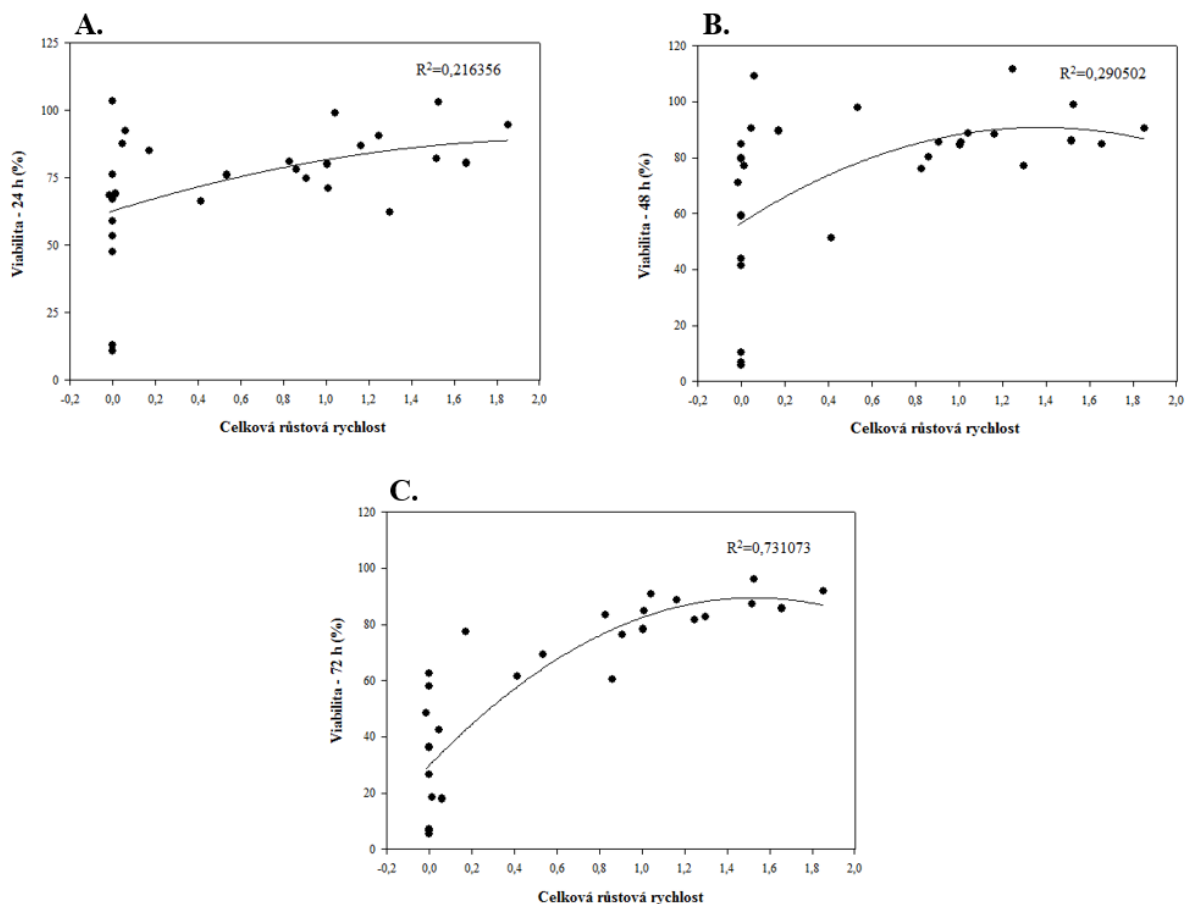 A.
R²=0,216356
Viabilita - 24 h (%)
125
100
75
50
25
0
-0,2 0,0 0,2 0,4 0,6 0,8 1,0 1,2 1,4 1,6 1,8 2,0
Celková růstová rychlost
B.
R²=0,290502
Viabilita - 48 h (%)
120
100
80
60
40
20
0
-0,2 0,0 0,2 0,4 0,6 0,8 1,0 1,2 1,4 1,6 1,8 2,0
Celková růstová rychlost
C.
R²=0,731073
Viabilita - 72 h (%)
120
100
80
60
40
20
0
-0,2 0,0 0,2 0,4 0,6 0,8 1,0 1,2 1,4 1,6 1,8 2,0
Celková růstová rychlost